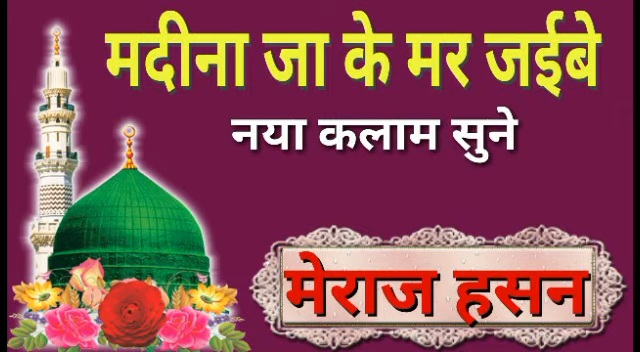 मदीना जा के मर जईबे
नया कलाम सुने
मेराज हसन